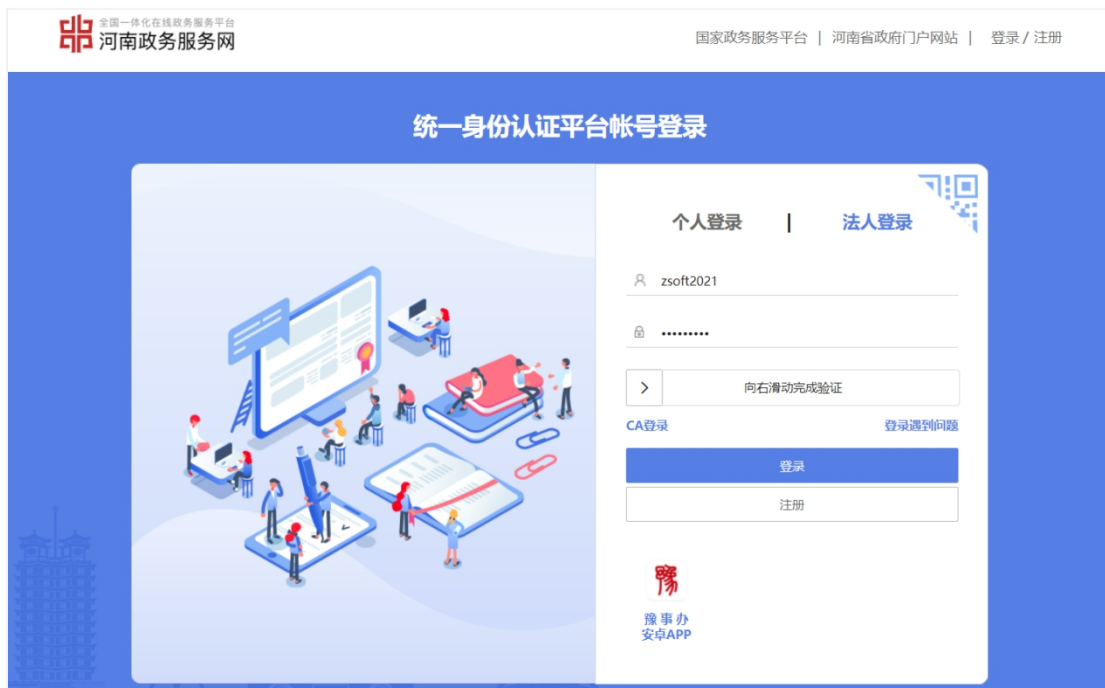 全国一体化在线政务服务平台
河南政务服务网
国家政务服务平台 | 河南省政府门户网站 | 登录 / 注册
统一身份认证平台帐号登录
个人登录 | 法人登录
zsoft2021
•••••••••
> 向右滑动完成验证
CA登录 登录遇到问题
登录
注册
豫
豫事办
安卓APP